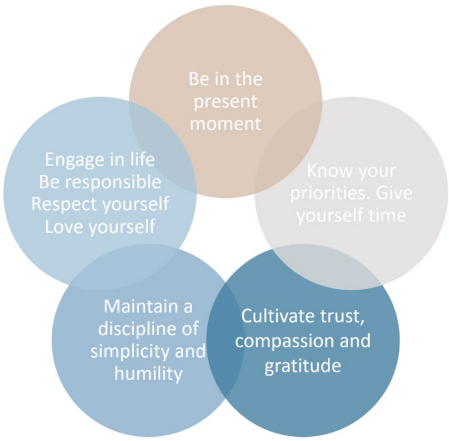 Be in the
present
moment
Know your
priorities. Give
yourself time
Cultivate trust,
compassion and
gratitude
Maintain a
discipline of
simplicity and
humility
Engage in life
Be responsible
Respect yourself
Love yourself